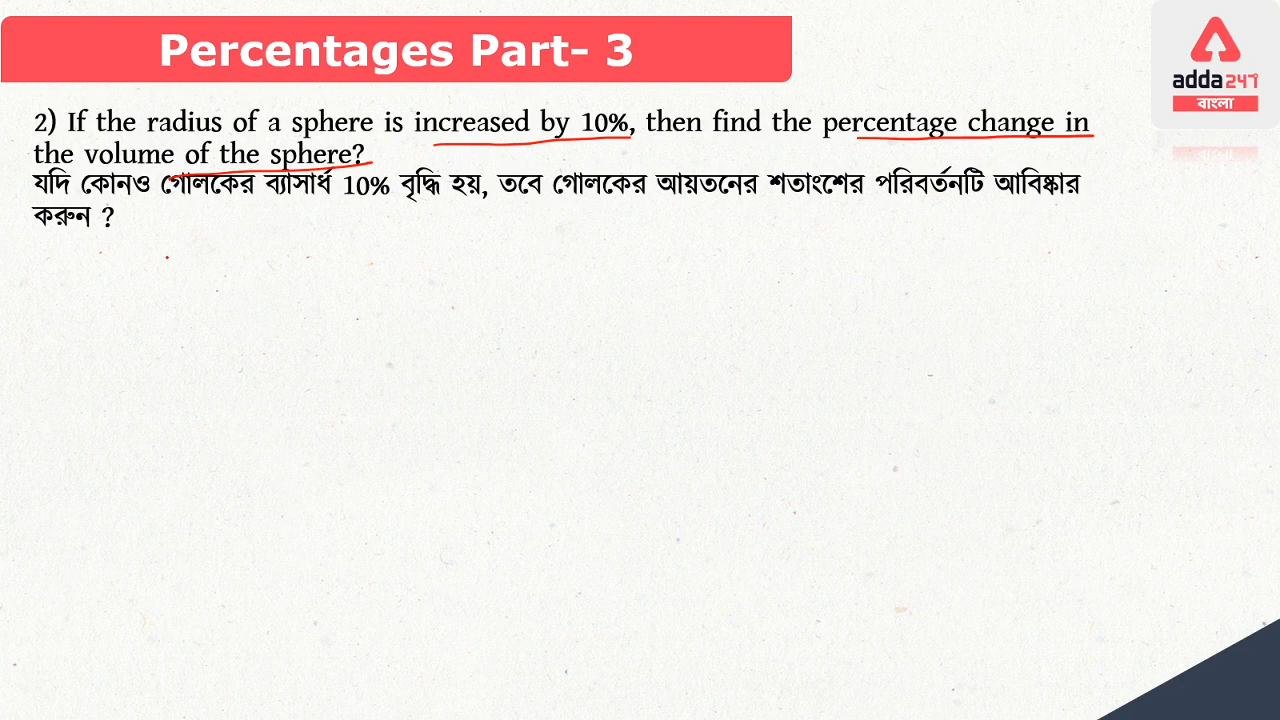 Percentages Part- 3
adda247
বাংলা
2) If the radius of a sphere is increased by 10%, then find the percentage change in
the volume of the sphere?
যদি কোনও গোলকের ব্যাসার্ধ 10% বৃদ্ধি হয়, তবে গোলকের আয়তনের শতাংশের পরিবর্তনটি আবিষ্কার
করুন ?